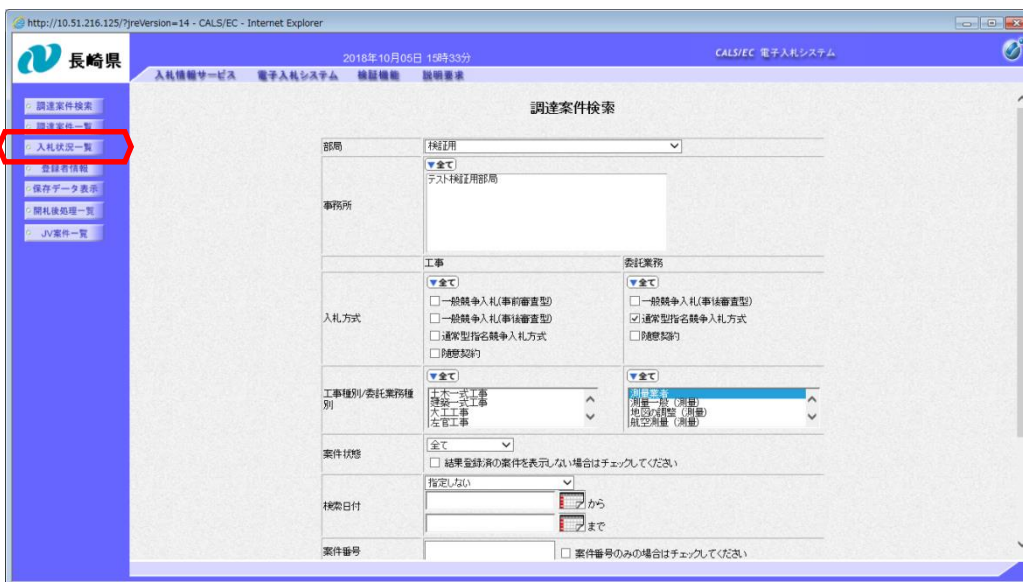 http://10.51.216.125/?jreVersion=14 - CALS/EC - Internet Explorer
長崎県
2018年10月05日 15時33分
CALS/EC 電子入札システム
入札情報サービス 電子入札システム 検証機能 説明要求
調達案件検索
調達案件一覧
入札状況一覧
登録者情報
保存データ表示
開札後処理一覧
JV案件一覧
調達案件検索
部局 検証用
▼全て
テスト検証用部局
事務所
工事 委託業務
▼全て ▼全て
入札方式
一般競争入札(事前審査型) 一般競争入札(事後審査型)
一般競争入札(事後審査型) 通常型指名競争入札方式
通常型指名競争入札方式 随意契約
随意契約
▼全て ▼全て
工事種別/委託業務種別
土木一式工事 測量業者
建築一式工事 測量一般(測量)
大工工事 地図の調整(測量)
左官工事 航空測量(測量)
案件状態 全て
結果登録済の案件を表示しない場合はチェックしてください
検索日付 指定しない
から
まで
案件番号 案件番号のみの場合はチェックしてください